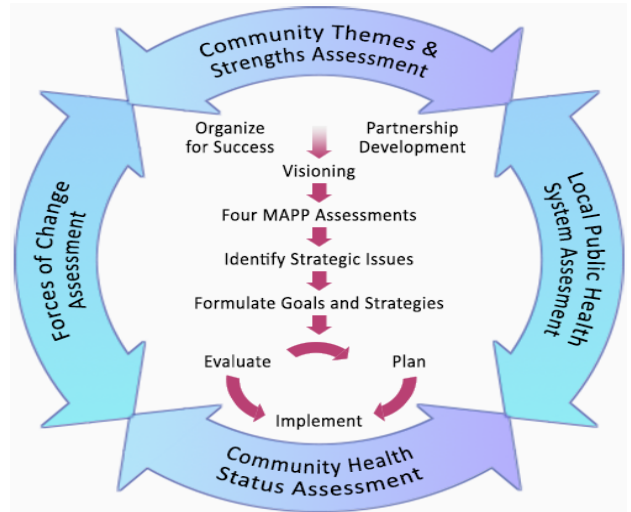 Community Themes &
Strengths Assessment
Organize
for Success
Partnership
Development
Visioning
Four MAPP Assessments
Identify Strategic Issues
Formulate Goals and Strategies
Evaluate
Plan
Implement
Forces of Change
Assessment
Local Public Health
System Assesment
Community Health
Status Assessment